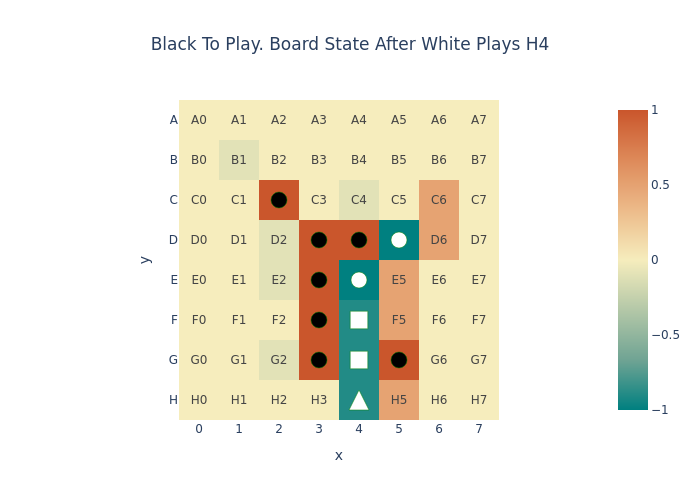 Black To Play. Board State After White Plays H4
A A0 A1 A2 A3 A4 A5 A6 A7
B B0 B1 B2 B3 B4 B5 B6 B7
C C0 C1 C3 C4 C5 C6 C7
D D0 D1 D2 D6 D7
E E0 E1 E2 E5 E6 E7
F F0 F1 F2 F5 F6 F7
G G0 G1 G2 G6 G7
H H0 H1 H2 H3 H5 H6 H7
0 1 2 3 4 5 6 7
x
y
1
0.5
0
−0.5
−1